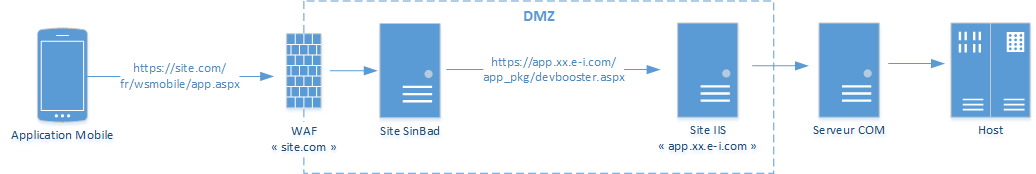 DMZ
https://site.com/
fr/wsmobile/app.aspx
https://app.xx.e-i.com/
app_pkg/devbooster.aspx
Application Mobile
WAF
« site.com »
Site SinBad
Site IIS
« app.xx.e-i.com »
Serveur COM
Host